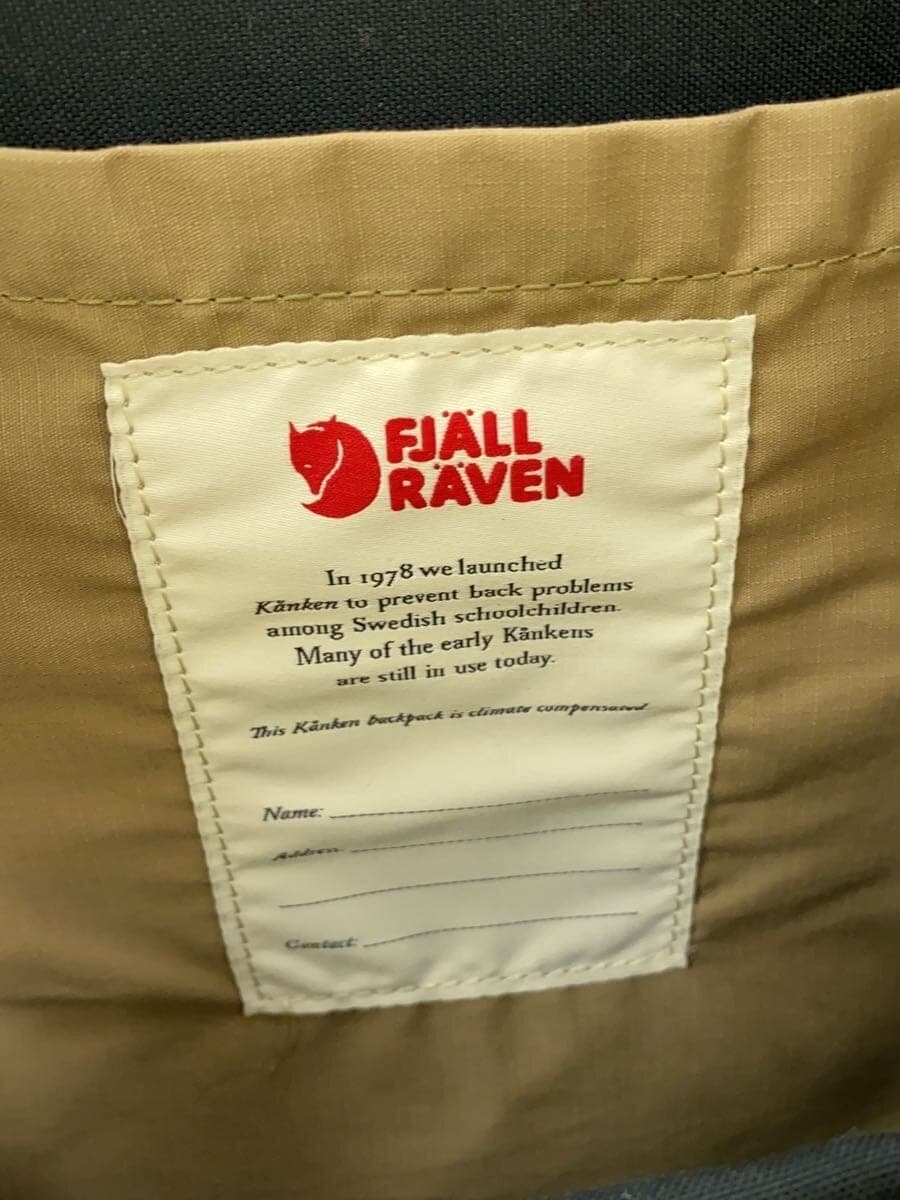 FJÄLL
RÄVEN
In 1978 we launched
Kånken to prevent back problems
among Swedish schoolchildren.
Many of the early Kånkens
are still in use today.
This Kånken backpack is climate compensated.
Name:
Address:
Contact: